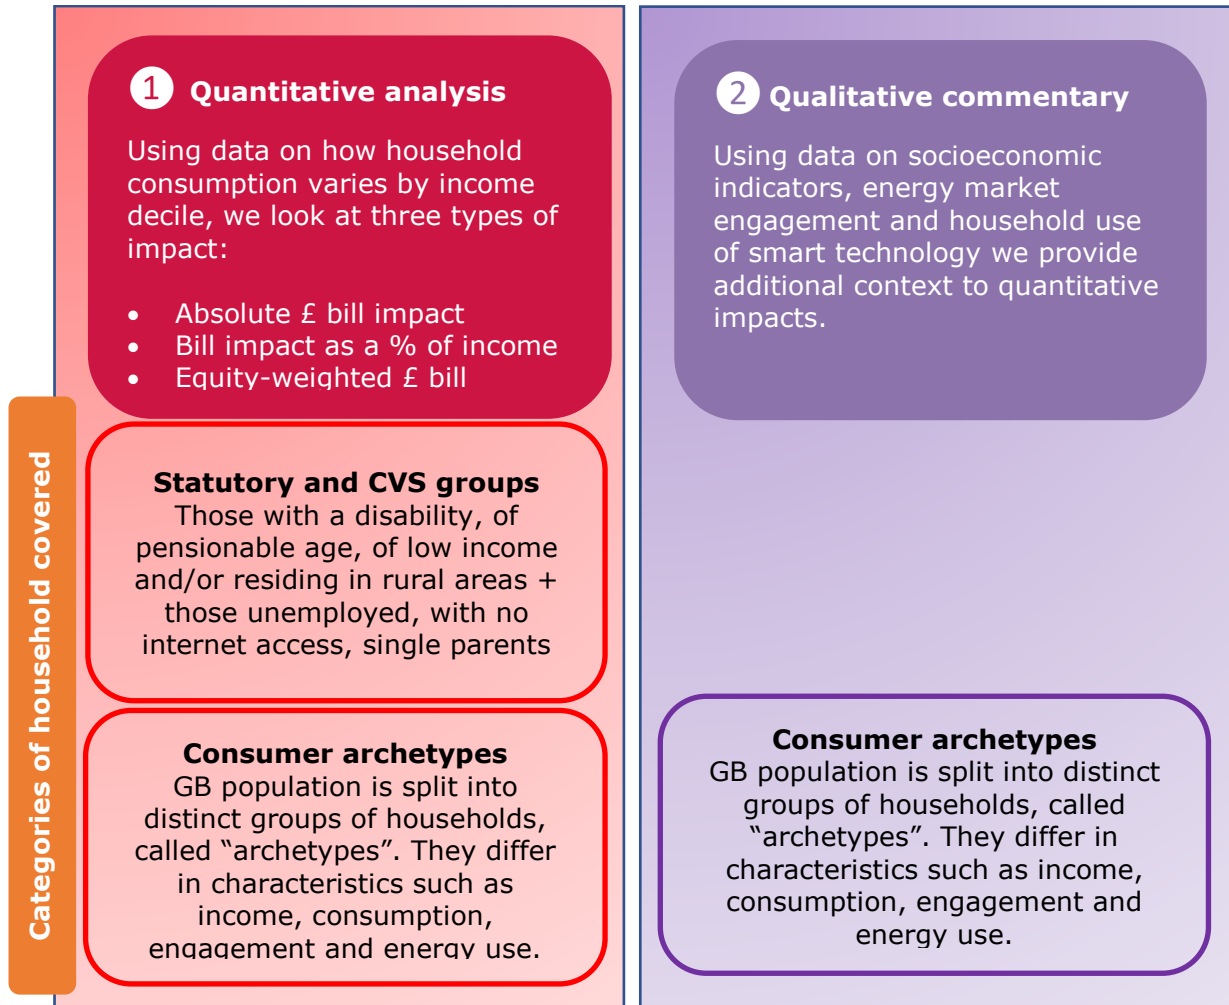 1 Quantitative analysis
Using data on how household
consumption varies by income
decile, we look at three types of
impact:
• Absolute £ bill impact
• Bill impact as a % of income
• Equity-weighted £ bill
2 Qualitative commentary
Using data on socioeconomic
indicators, energy market
engagement and household use
of smart technology we provide
additional context to quantitative
impacts.
Categories of household covered
Statutory and CVS groups
Those with a disability, of
pensionable age, of low income
and/or residing in rural areas +
those unemployed, with no
internet access, single parents
Consumer archetypes
GB population is split into
distinct groups of households,
called “archetypes”. They differ
in characteristics such as
income, consumption,
engagement and energy use.
Consumer archetypes
GB population is split into distinct
groups of households, called
“archetypes”. They differ in
characteristics such as income,
consumption, engagement and
energy use.